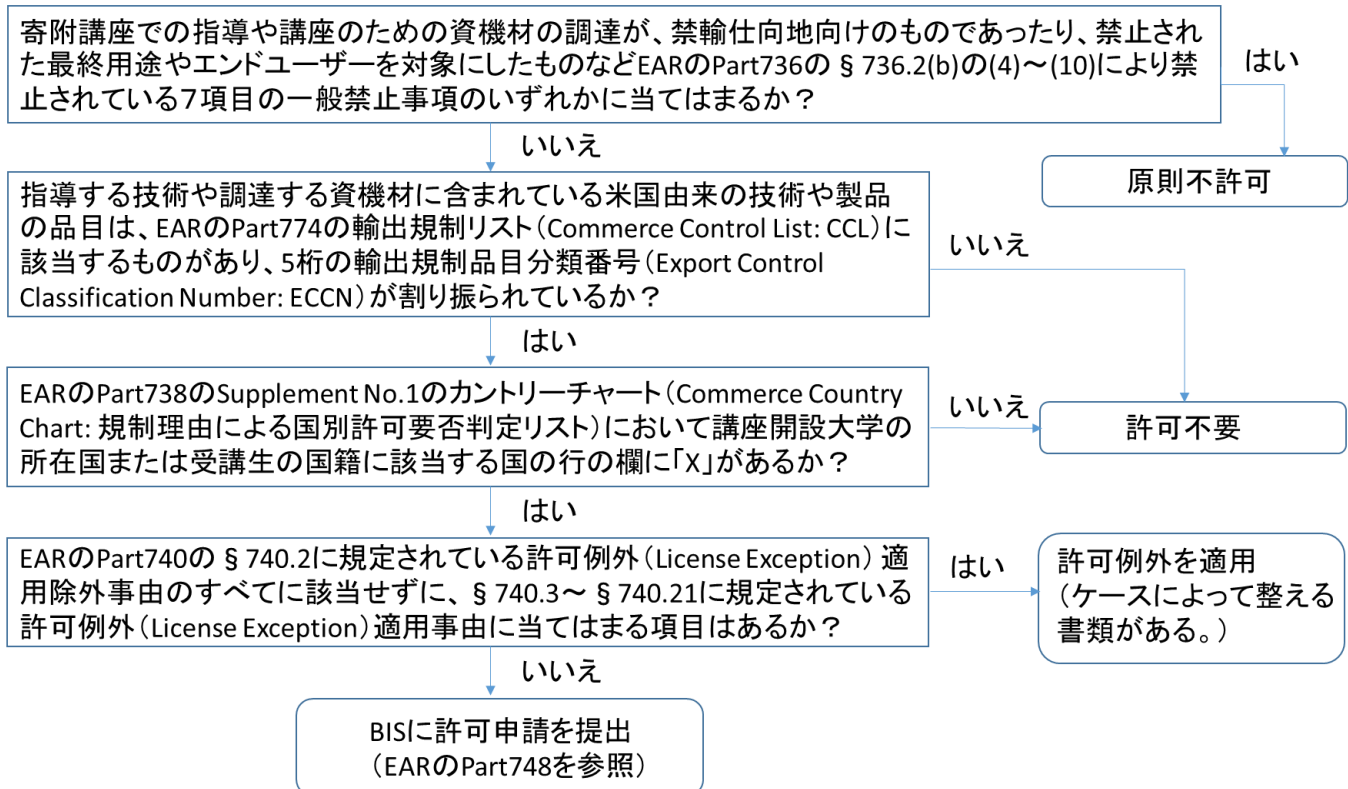 寄附講座での指導や講座のための資機材の調達が、禁輸仕向地向けのものであったり、禁止され
た最終用途やエンドユーザーを対象にしたものなどEARのPart736の§736.2(b)の(4)~(10)により禁
止されている7項目の一般禁止事項のいずれかに当てはまるか?
はい
いいえ
原則不許可
指導する技術や調達する資機材に含まれている米国由来の技術や製品
の品目は、EARのPart774の輸出規制リスト(Commerce Control List: CCL)に
該当するものがあり、5桁の輸出規制品目分類番号(Export Control
Classification Number: ECCN)が割り振られているか?
いいえ
はい
EARのPart738のSupplement No.1のカントリーチャート(Commerce Country
Chart: 規制理由による国別許可要否判定リスト)において講座開設大学の
所在国または受講生の国籍に該当する国の行の欄に「X」があるか?
いいえ
許可不要
はい
EARのPart740の§740.2に規定されている許可例外(License Exception)適
用除外事由のすべてに該当せずに、§740.3~§740.21に規定されている
許可例外(License Exception)適用事由に当てはまる項目はあるか?
はい
許可例外を適用
(ケースによって整える
書類がある。)
いいえ
BISに許可申請を提出
(EARのPart748を参照)